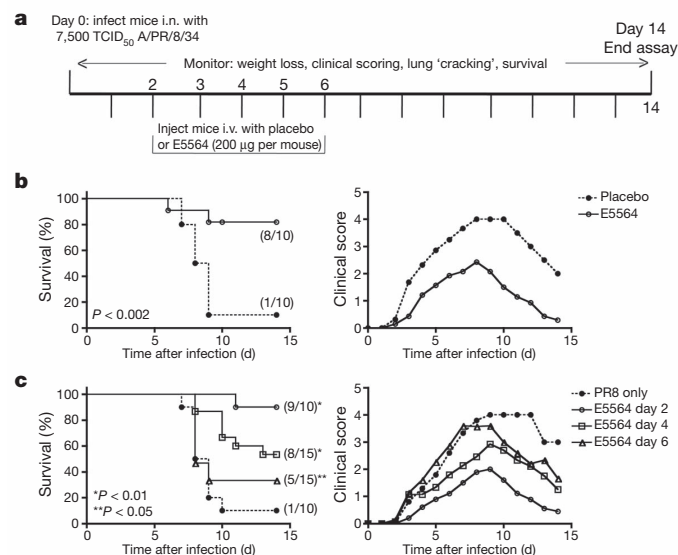 a
Day 0: infect mice i.n. with
7,500 TCID50 A/PR/8/34
Day 14
End assay
Monitor: weight loss, clinical scoring, lung ‘cracking’, survival
2 3 4 5 6
14
Inject mice i.v. with placebo
or E5564 (200 μg per mouse)
b
Survival (%)
100
80
60
40
20
0
(8/10)
(1/10)
P < 0.002
0 5 10 15
Time after infection (d)
Clinical score
5
4
3
2
1
0
0 5 10 15
Time after infection (d)
Placebo
E5564
c
Survival (%)
100
80
60
40
20
0
(9/10)*
(8/15)*
(5/15)**
(1/10)
*P < 0.01
**P < 0.05
0 5 10 15
Time after infection (d)
Clinical score
5
4
3
2
1
0
0 5 10 15
Time after infection (d)
PR8 only
E5564 day 2
E5564 day 4
E5564 day 6